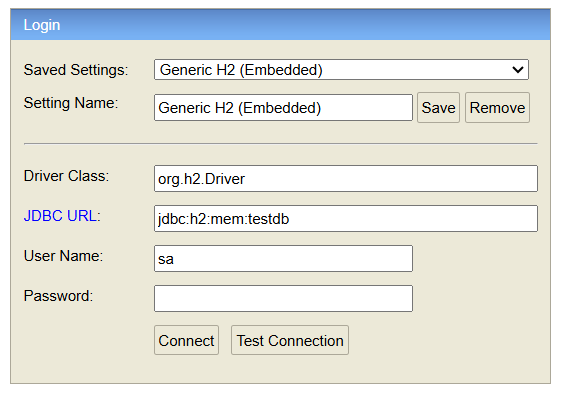 Login
Saved Settings: Generic H2 (Embedded)
Setting Name: Generic H2 (Embedded) Save Remove
Driver Class: org.h2.Driver
JDBC URL: jdbc:h2:mem:testdb
User Name: sa
Password:
Connect Test Connection